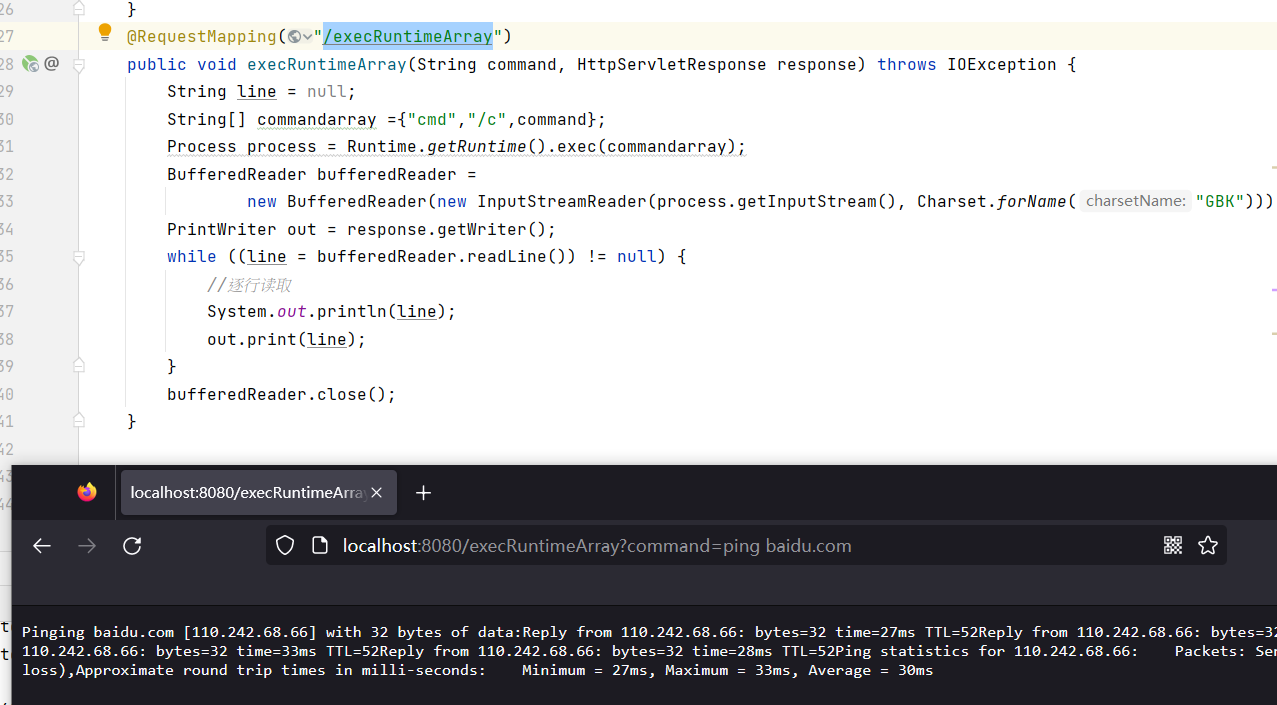 26 }
27 @RequestMapping("/execRuntimeArray")
28 @ public void execRuntimeArray(String command, HttpServletResponse response) throws IOException {
29 String line = null;
30 String[] commandarray ={"cmd","/c",command};
31 Process process = Runtime.getRuntime().exec(commandarray);
32 BufferedReader bufferedReader =
33 new BufferedReader(new InputStreamReader(process.getInputStream(), Charset.forName( charsetName: "GBK")))
34 PrintWriter out = response.getWriter();
35 while ((line = bufferedReader.readLine()) != null) {
36 //逐行读取
37 System.out.println(line);
38 out.print(line);
39 }
40 bufferedReader.close();
41 }
42
43
localhost:8080/execRuntimeArra
localhost:8080/execRuntimeArray?command=ping baidu.com
Pinging baidu.com [110.242.68.66] with 32 bytes of data:Reply from 110.242.68.66: bytes=32 time=27ms TTL=52Reply from 110.242.68.66: bytes=32
110.242.68.66: bytes=32 time=33ms TTL=52Reply from 110.242.68.66: bytes=32 time=28ms TTL=52Ping statistics for 110.242.68.66: Packets: Sen
loss),Approximate round trip times in milli-seconds: Minimum = 27ms, Maximum = 33ms, Average = 30ms